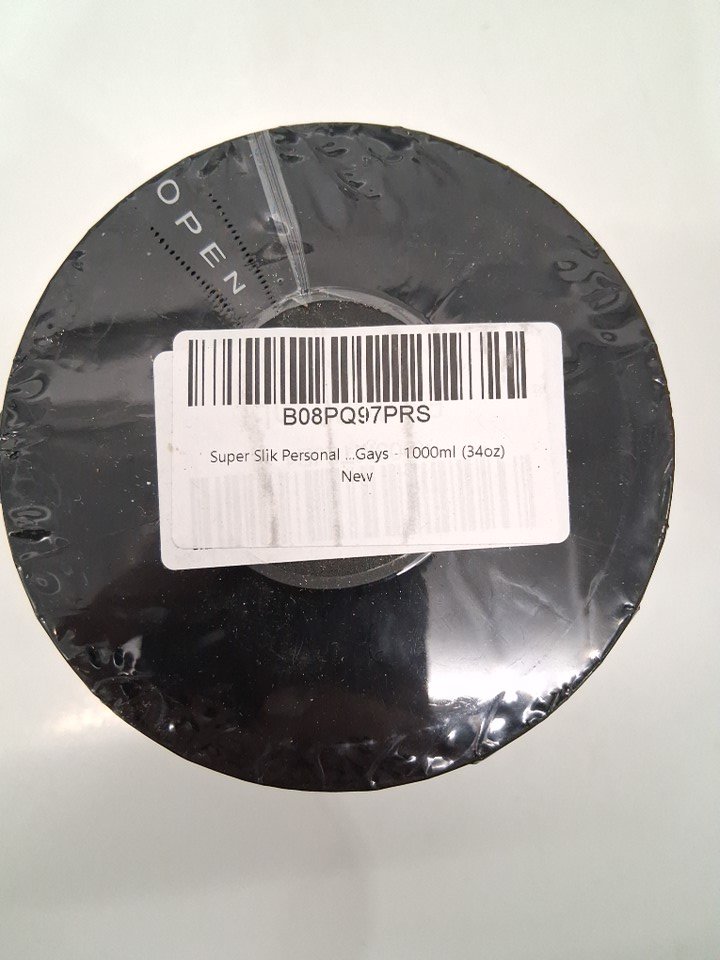 OPEN
B08PQ97PRS
Super Slik Personal ...Gays - 1000ml (34oz)
New